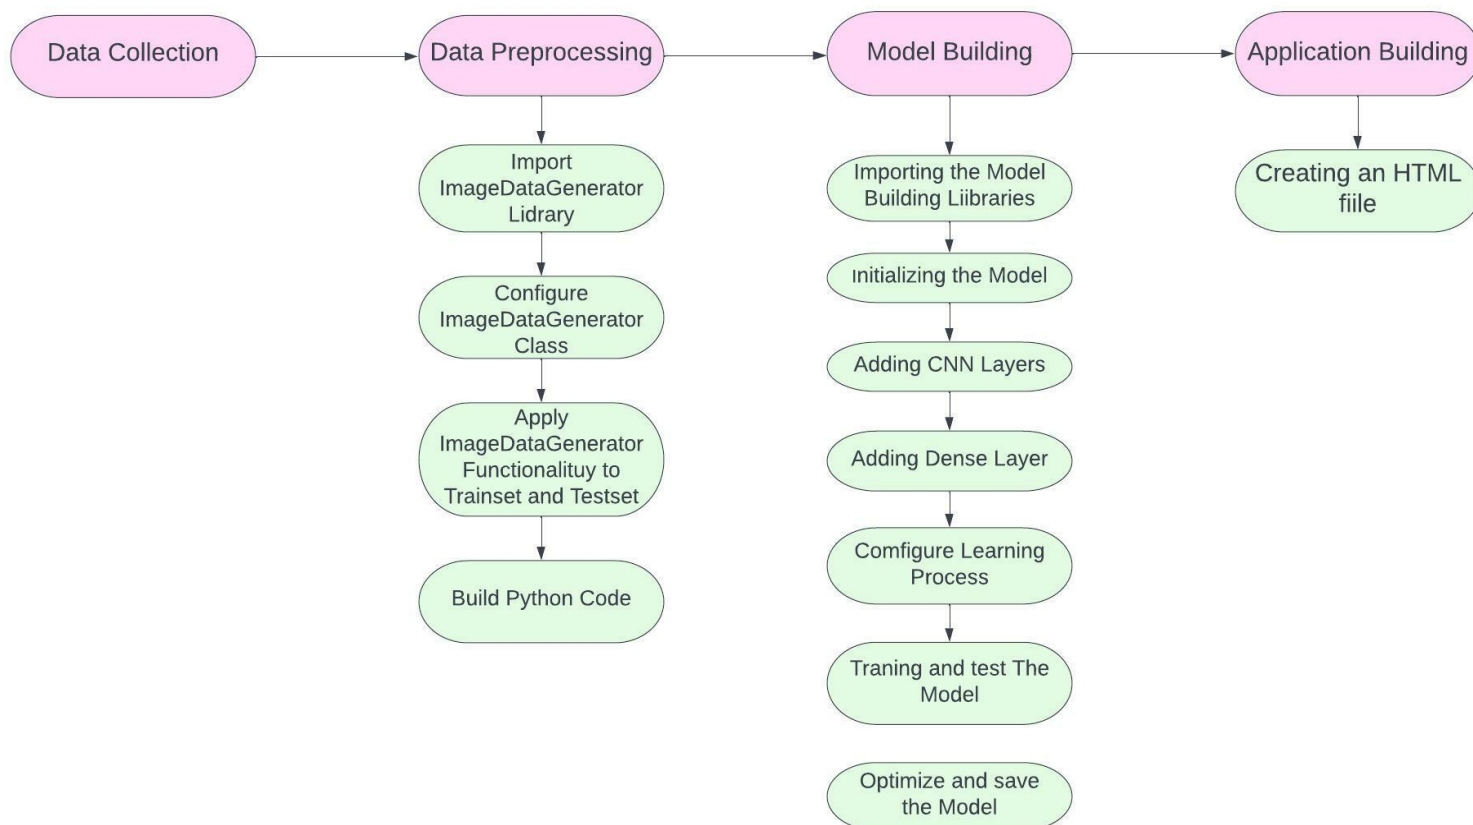 Data Collection
Data Preprocessing
Model Building
Application Building
Import
ImageDataGenerator
Lidrary
Configure
ImageDataGenerator
Class
Apply
ImageDataGenerator
Functionalituy to
Trainset and Testset
Build Python Code
Importing the Model
Building Liibraries
Initializing the Model
Adding CNN Layers
Adding Dense Layer
Comfigure Learning
Process
Traning and test The
Model
Optimize and save
the Model
Creating an HTML
fiile